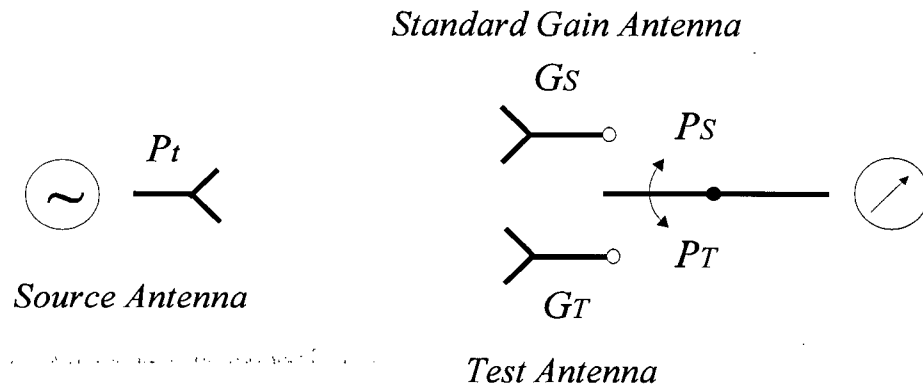 Standard Gain Antenna
GS
Pt
PS
~
PT
Source Antenna
GT
Test Antenna